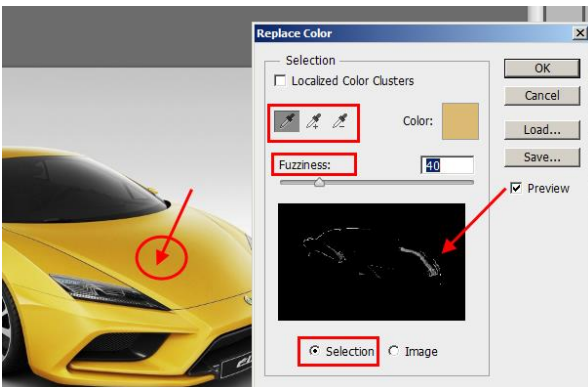 Replace Color
Selection
Localized Color Clusters
Color:
Fuzziness:
40
Selection
Image
OK
Cancel
Load...
Save...
Preview